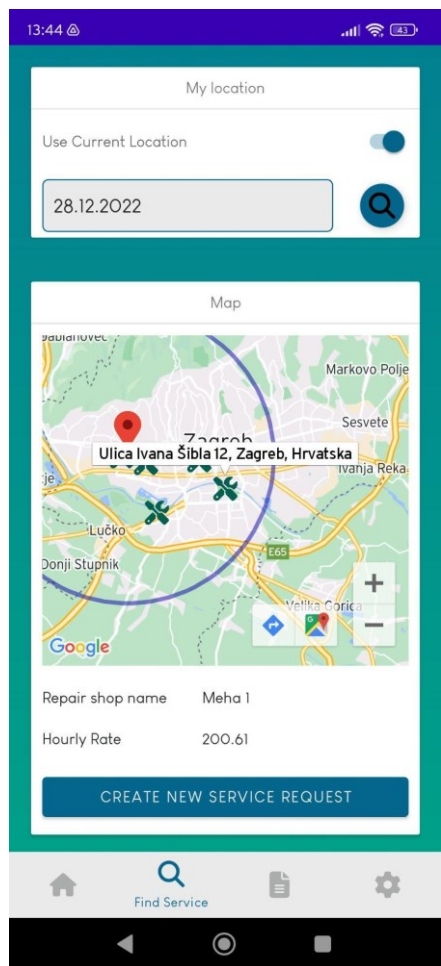 13:44
43
My location
Use Current Location
28.12.2022
Map
Markovo Polje
Zagreb
Sesvete
Ulica Ivana Šibla 12, Zagreb, Hrvatska
Ivanja Reka
Lučko
E65
Donji Stupnik
Velika Gorica
Google
Repair shop name Meha 1
Hourly Rate 200.61
CREATE NEW SERVICE REQUEST
Find Service